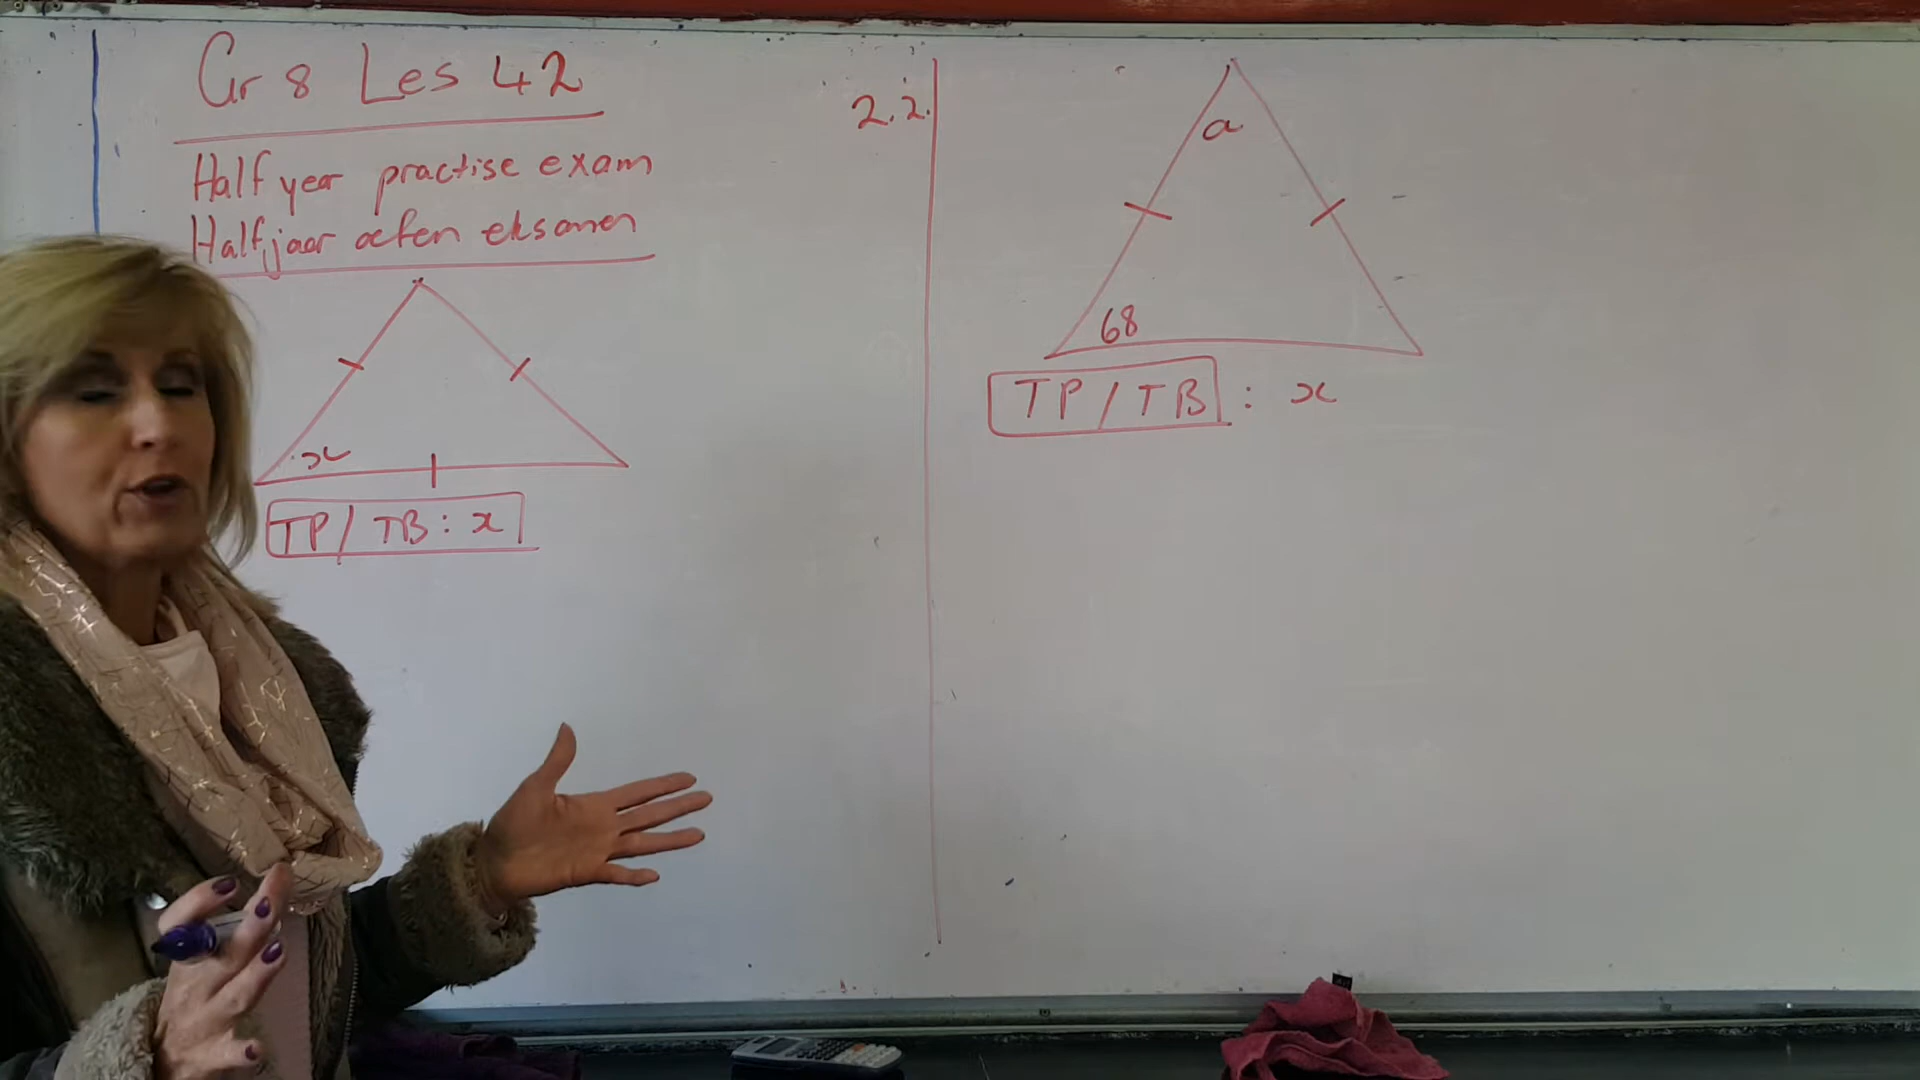 Gr 8 Les 42
Half year practise exam
Halfjaar oefen eksamen
x
TP / TB : x
2.2.
a
68
TP / TB : x